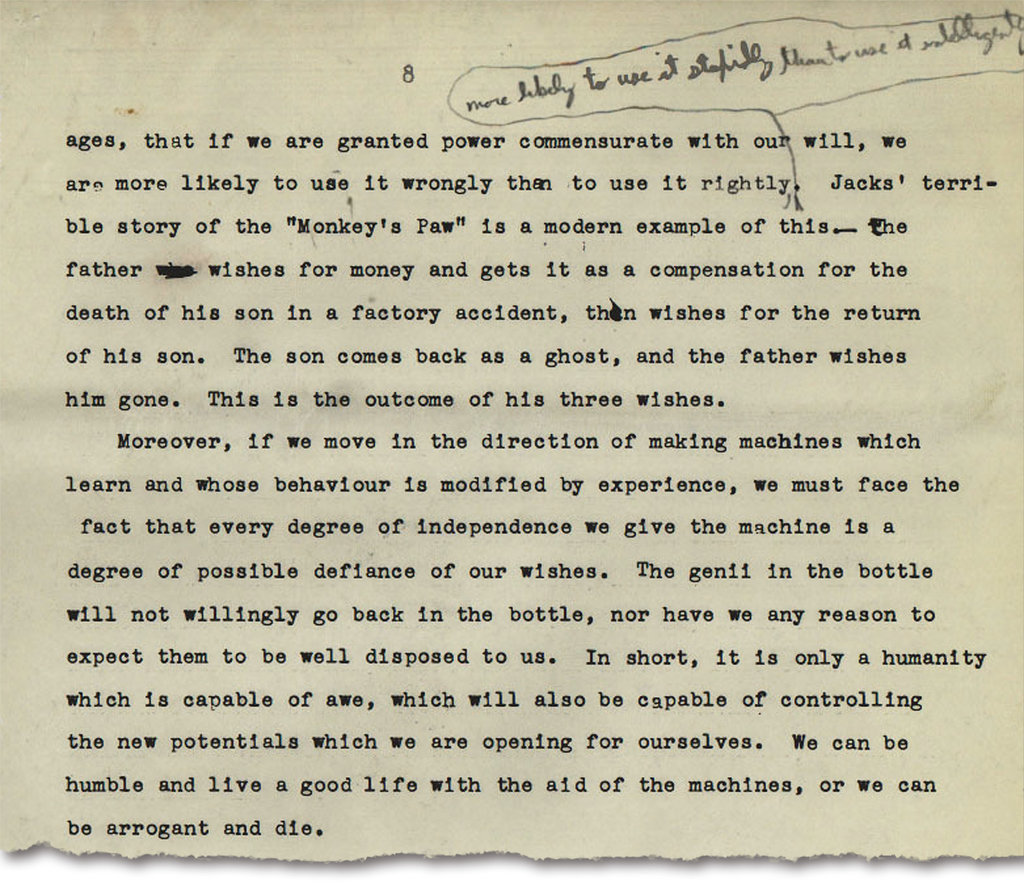 8
more likely to use it stupidly than to use it intelligently
ages, that if we are granted power commensurate with our will, we
are more likely to use it wrongly than to use it rightly. Jacks' terri-
ble story of the "Monkey's Paw" is a modern example of this— The
father wishes for money and gets it as a compensation for the
death of his son in a factory accident, then wishes for the return
of his son. The son comes back as a ghost, and the father wishes
him gone. This is the outcome of his three wishes.
Moreover, if we move in the direction of making machines which
learn and whose behaviour is modified by experience, we must face the
fact that every degree of independence we give the machine is a
degree of possible defiance of our wishes. The genii in the bottle
will not willingly go back in the bottle, nor have we any reason to
expect them to be well disposed to us. In short, it is only a humanity
which is capable of awe, which will also be capable of controlling
the new potentials which we are opening for ourselves. We can be
humble and live a good life with the aid of the machines, or we can
be arrogant and die.